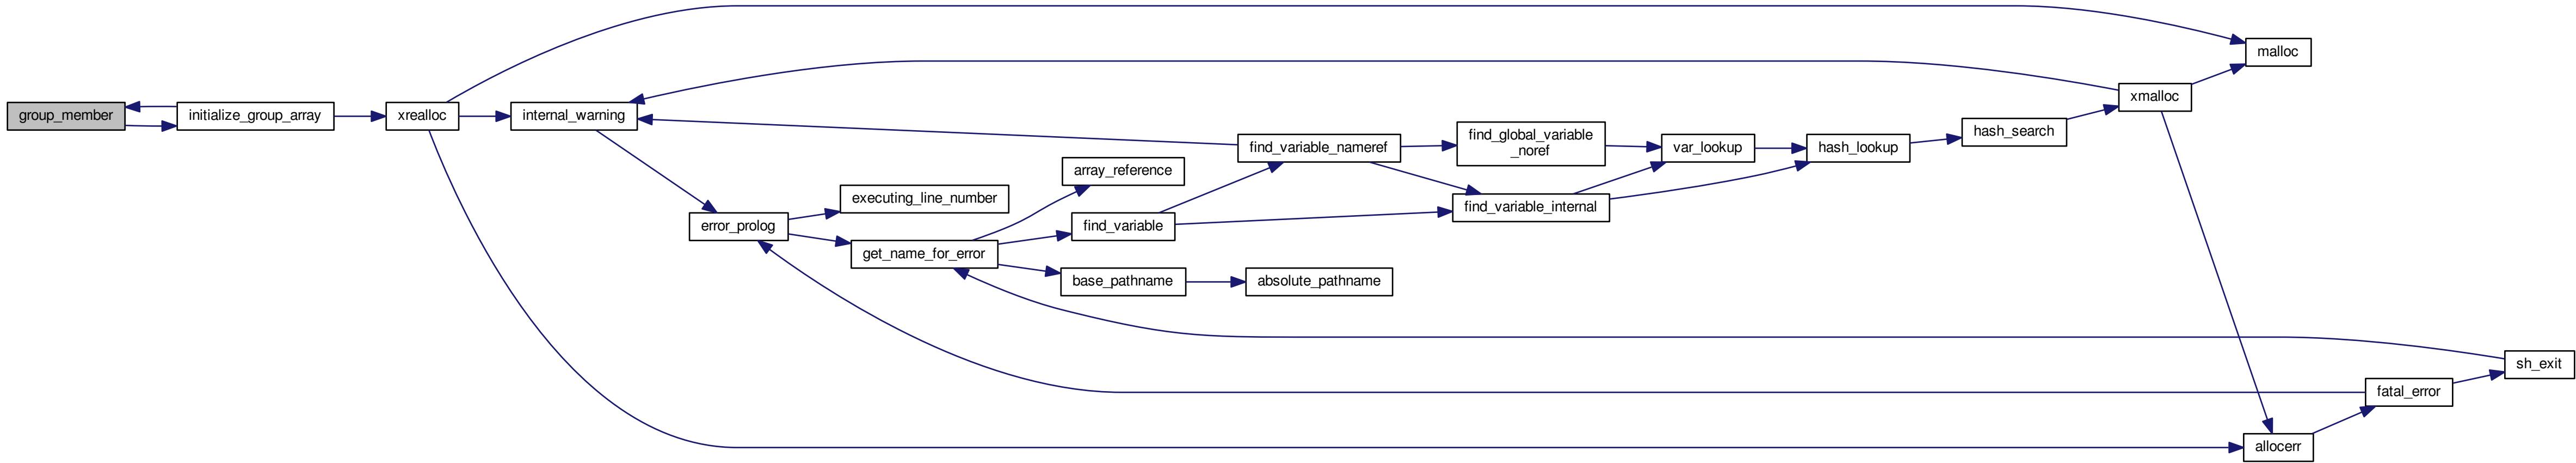 group_member
initialize_group_array
xrealloc
internal_warning
error_prolog
executing_line_number
get_name_for_error
array_reference
find_variable
base_pathname
absolute_pathname
find_variable_nameref
find_global_variable
_noref
find_variable_internal
var_lookup
hash_lookup
hash_search
xmalloc
malloc
allocerr
fatal_error
sh_exit